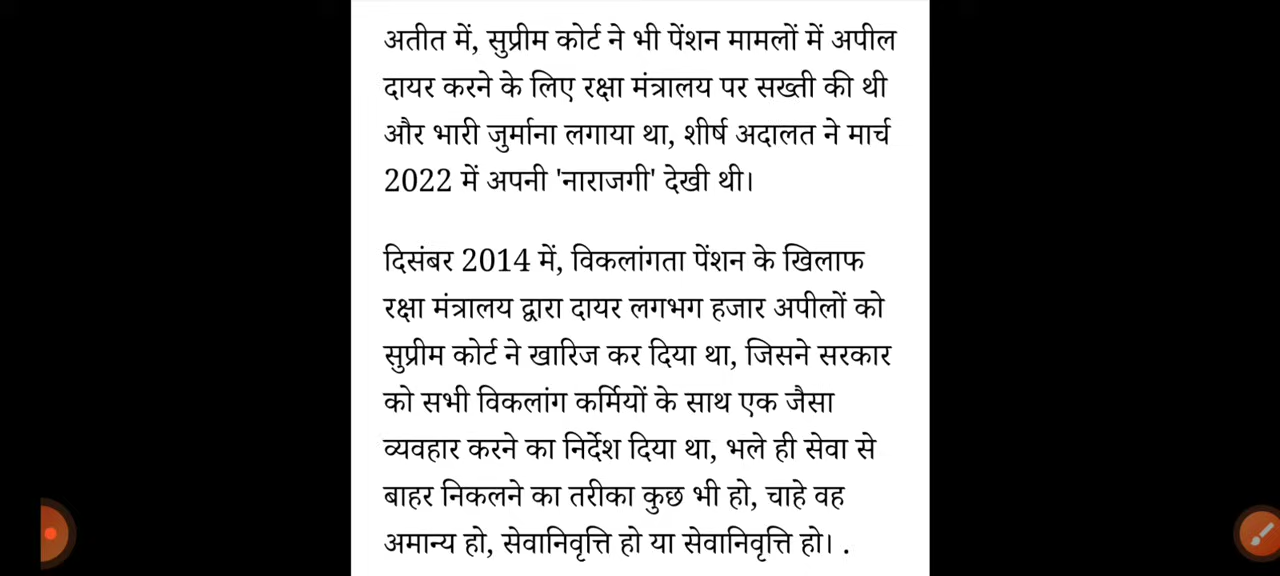 अतीत में, सुप्रीम कोर्ट ने भी पेंशन मामलों में अपील
दायर करने के लिए रक्षा मंत्रालय पर सख्ती की थी
और भारी जुर्माना लगाया था, शीर्ष अदालत ने मार्च
2022 में अपनी 'नाराजगी' देखी थी।
दिसंबर 2014 में, विकलांगता पेंशन के खिलाफ
रक्षा मंत्रालय द्वारा दायर लगभग हजार अपीलों को
सुप्रीम कोर्ट ने खारिज कर दिया था, जिसने सरकार
को सभी विकलांग कर्मियों के साथ एक जैसा
व्यवहार करने का निर्देश दिया था, भले ही सेवा से
बाहर निकलने का तरीका कुछ भी हो, चाहे वह
अमान्य हो, सेवानिवृत्ति हो या सेवानिवृत्ति हो। .